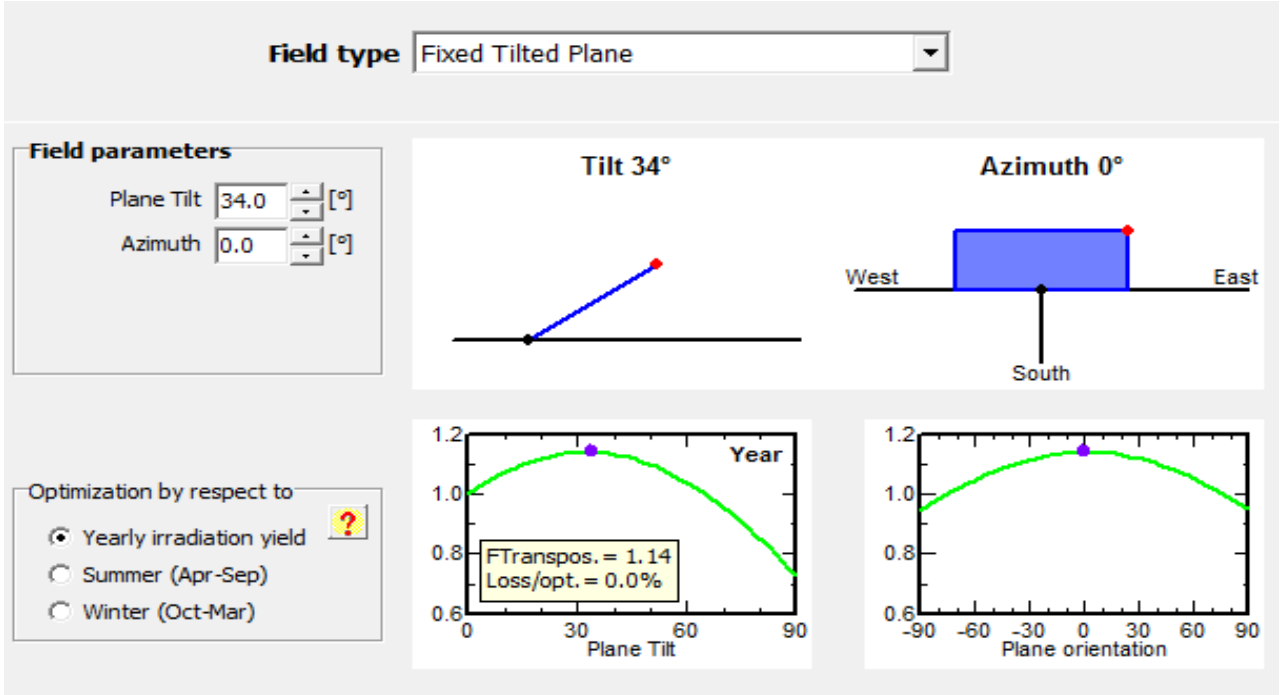 Field type Fixed Tilted Plane
Field parameters
Plane Tilt 34.0 [°]
Azimuth 0.0 [°]
Tilt 34°
Azimuth 0°
West East
South
Optimization by respect to
?
Yearly irradiation yield
Summer (Apr-Sep)
Winter (Oct-Mar)
1.2
1.0
0.8
0.6
Year
FTranspos. = 1.14
Loss/opt. = 0.0%
0 30 60 90
Plane Tilt
1.2
1.0
0.8
0.6
-90 -60 -30 0 30 60 90
Plane orientation